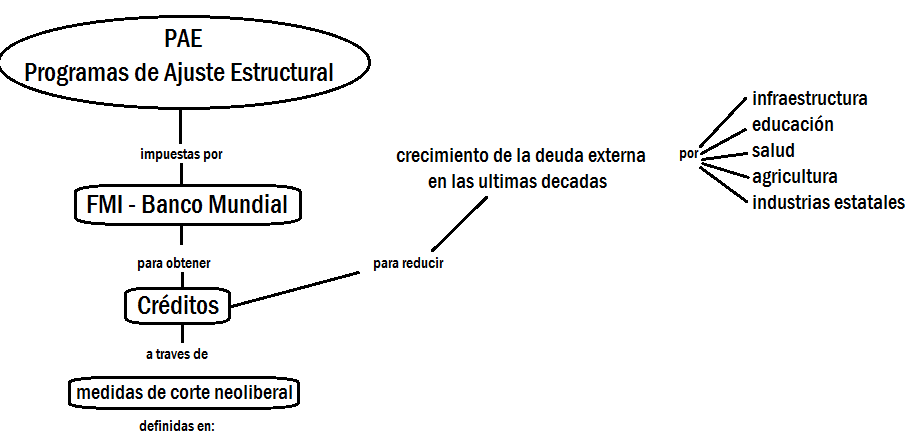 PAE
Programas de Ajuste Estructural
impuestas por
FMI - Banco Mundial
para obtener
Créditos
a traves de
medidas de corte neoliberal
definidas en:
para reducir
crecimiento de la deuda externa
en las ultimas decadas
por
infraestructura
educación
salud
agricultura
industrias estatales